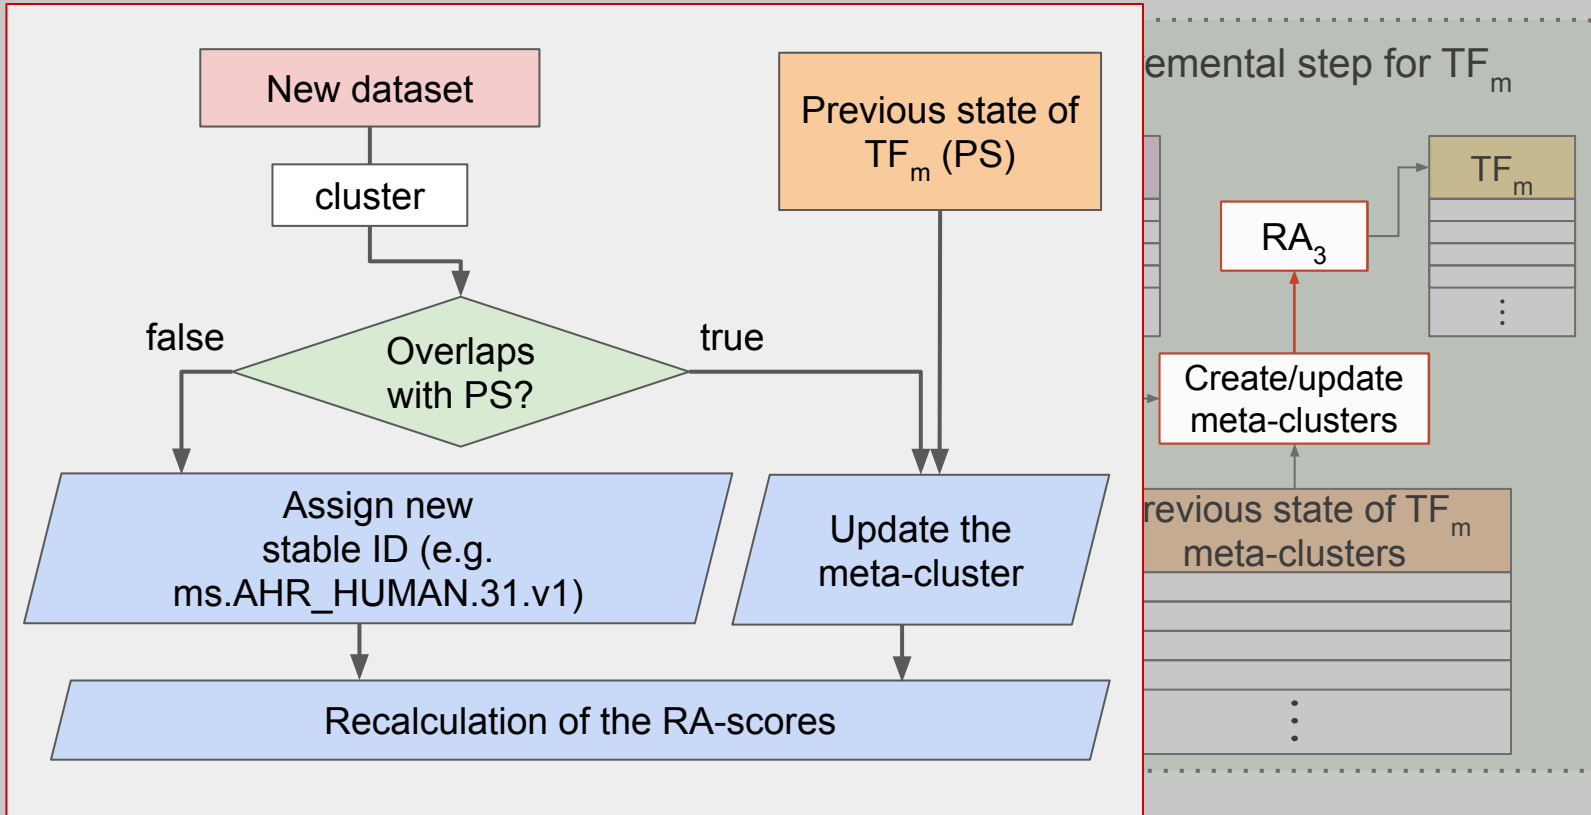 New dataset
cluster
Previous state of
TFm (PS)
false
true
Overlaps
with PS?
Assign new
stable ID (e.g.
ms.AHR_HUMAN.31.v1)
Update the
meta-cluster
Recalculation of the RA-scores
emental step for TFm
TFm
RA3
Create/update
meta-clusters
revious state of TFm
meta-clusters